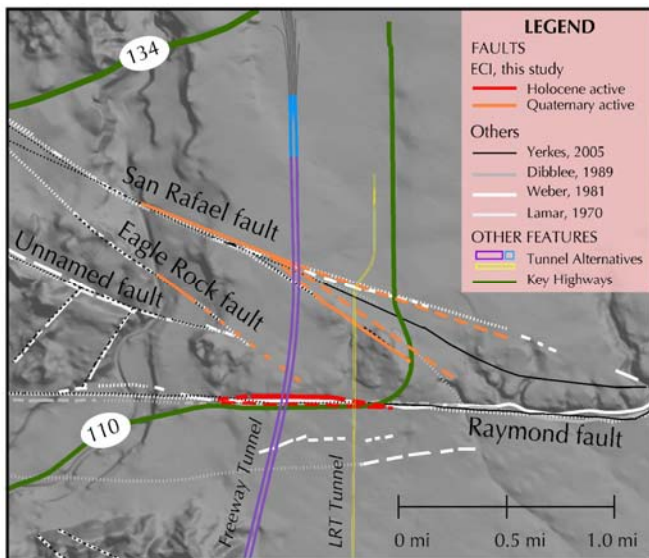 134
LEGEND
FAULTS
ECI, this study
Holocene active
Quaternary active
Others
Yerkes, 2005
Dibblee, 1989
Weber, 1981
Lamar, 1970
OTHER FEATURES
Tunnel Alternatives
Key Highways
San Rafael fault
Eagle Rock fault
Unnamed fault
110
Raymond fault
Freeway Tunnel
LRT Tunnel
0 mi 0.5 mi 1.0 mi